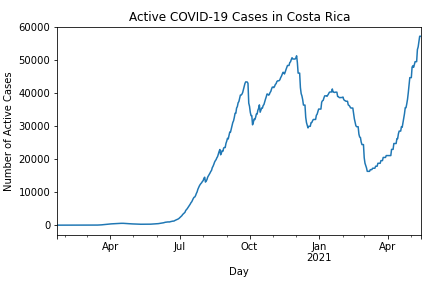 Active COVID-19 Cases in Costa Rica
60000
50000
40000
30000
20000
10000
0
Number of Active Cases
Apr
Jul
Oct
Jan
2021
Apr
Day